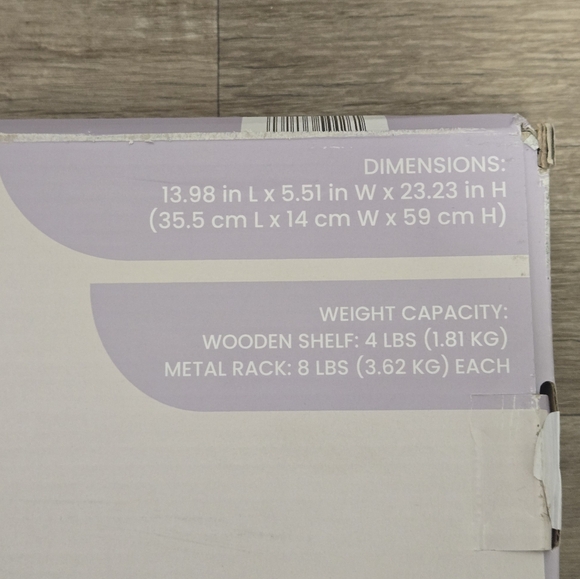 DIMENSIONS:
13.98 in L x 5.51 in W x 23.23 in H
(35.5 cm L x 14 cm W x 59 cm H)
WEIGHT CAPACITY:
WOODEN SHELF: 4 LBS (1.81 KG)
METAL RACK: 8 LBS (3.62 KG) EACH